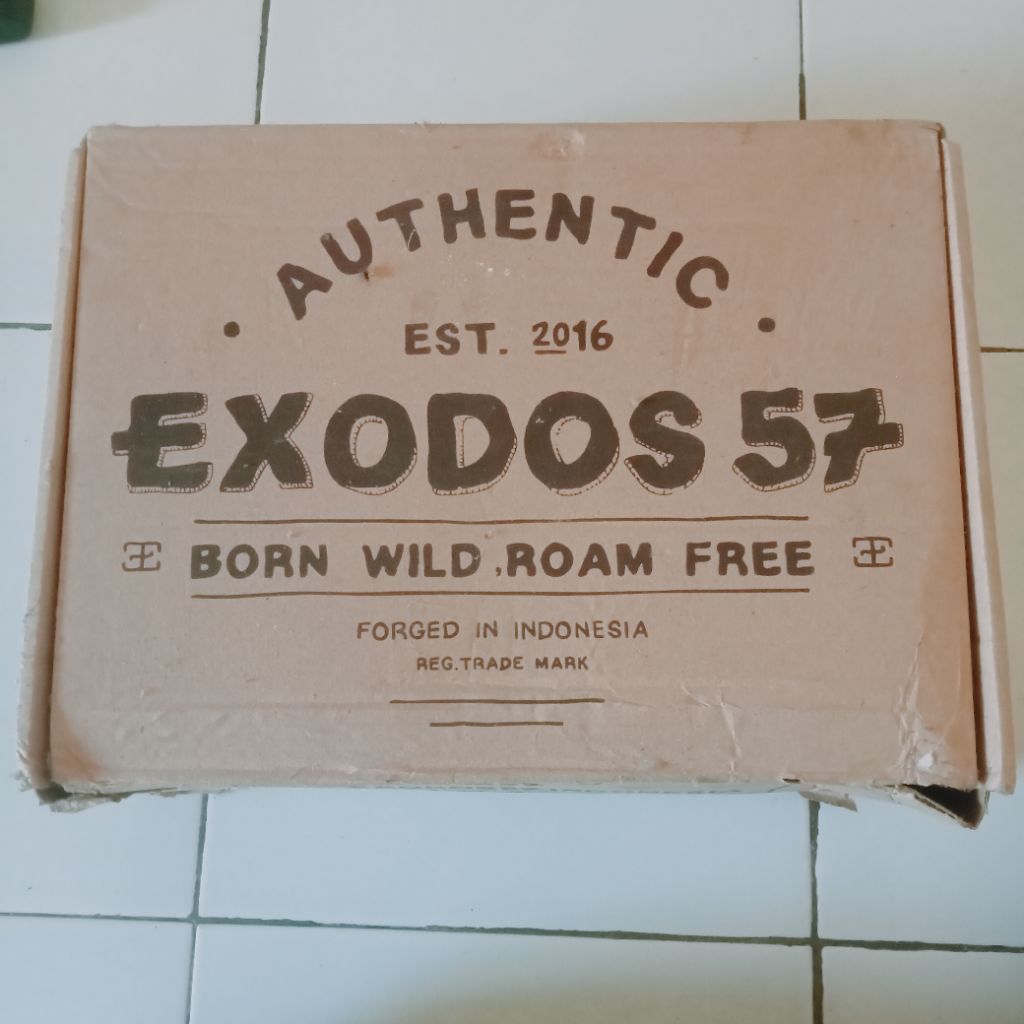 AUTHENTIC
EST. 2016
EXODOS 57
BORN WILD, ROAM FREE
FORGED IN INDONESIA
REG. TRADE MARK